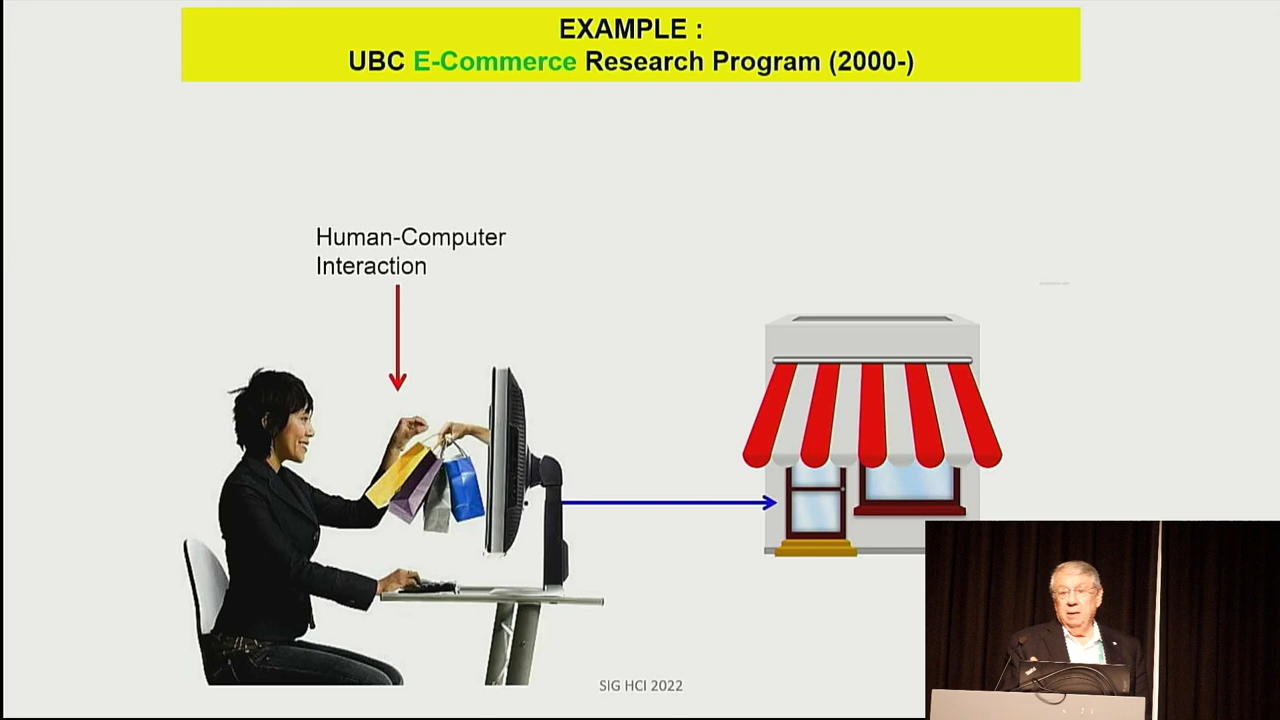 EXAMPLE :
UBC E-Commerce Research Program (2000-)
Human-Computer
Interaction
SIG HCI 2022